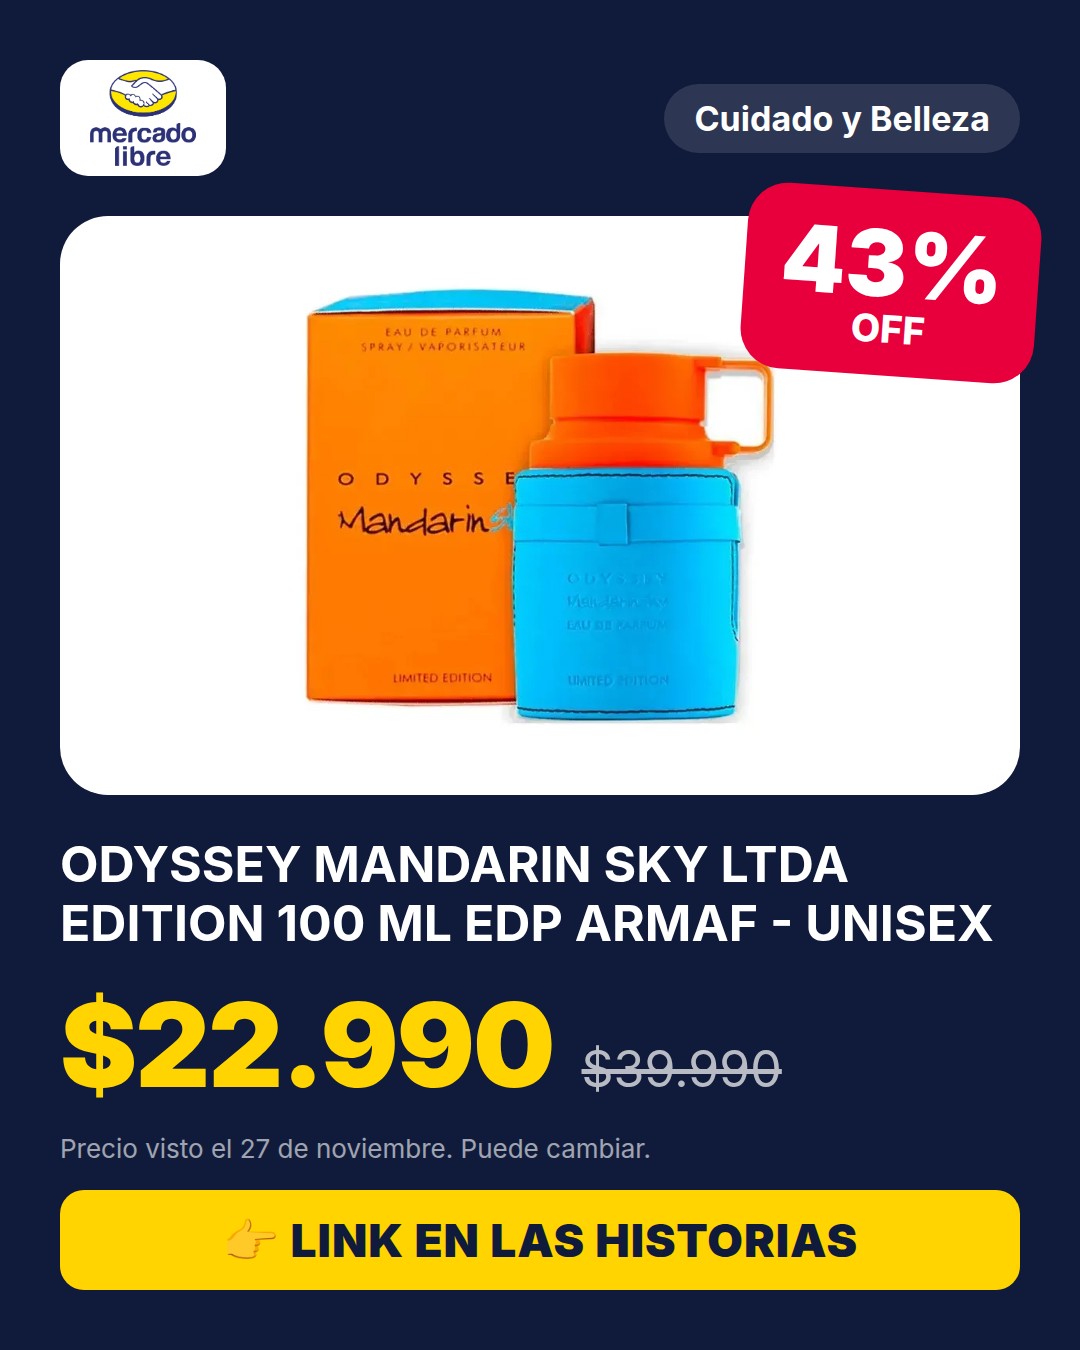 mercado
libre
Cuidado y Belleza
43%
OFF
EAU DE PARFUM
SPRAY / VAPORISATEUR
ODYSSE
Mandarin
LIMITED EDITION
ODYSSEY
Mandarin Sky
EAU DE PARFUM
LIMITED EDITION
ODYSSEY MANDARIN SKY LTDA
EDITION 100 ML EDP ARMAF - UNISEX
$22.990 $39.990
Precio visto el 27 de noviembre. Puede cambiar.
👉 LINK EN LAS HISTORIAS